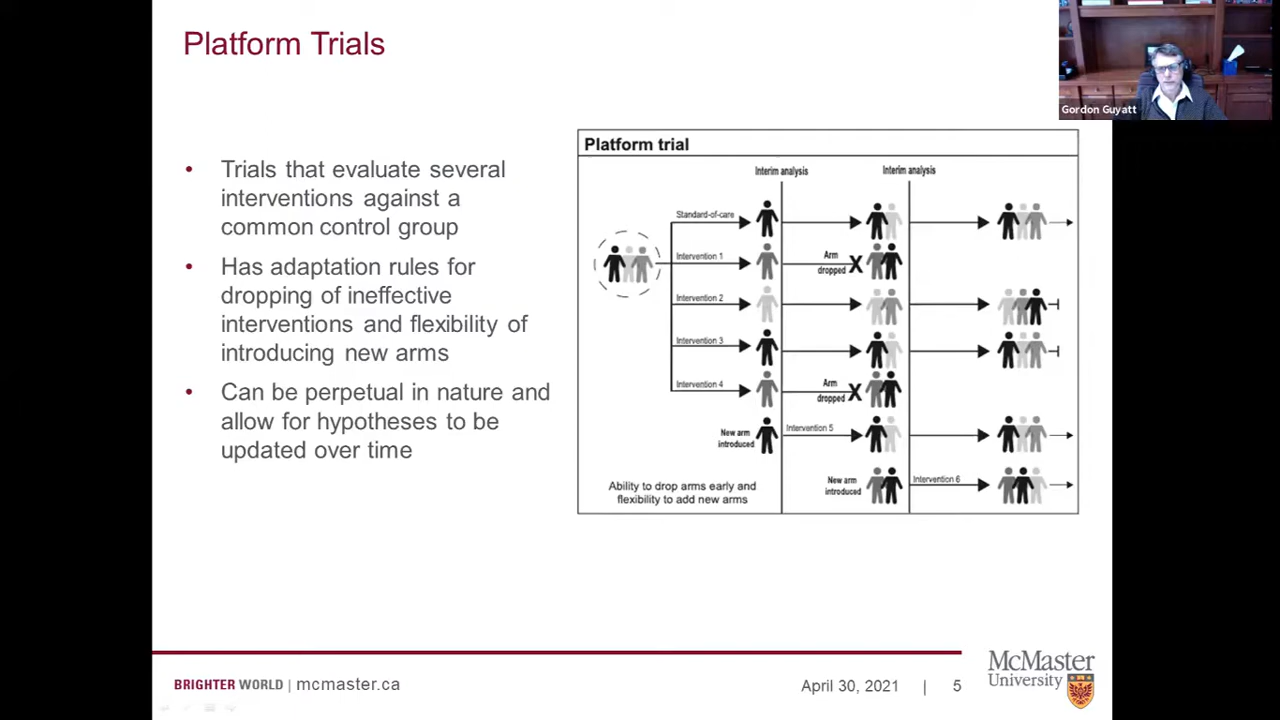 Platform Trials
Gordon Guyatt
• Trials that evaluate several
interventions against a
common control group
• Has adaptation rules for
dropping of ineffective
interventions and flexibility of
introducing new arms
• Can be perpetual in nature and
allow for hypotheses to be
updated over time
Platform trial
Interim analysis
Interim analysis
Standard-of-care
Intervention 1
Arm
dropped
X
Intervention 2
Intervention 3
Intervention 4
Arm
dropped
X
New arm
introduced
Intervention 5
New arm
introduced
Intervention 6
Ability to drop arms early and
flexibility to add new arms
BRIGHTER WORLD | mcmaster.ca
April 30, 2021 | 5
McMaster
University